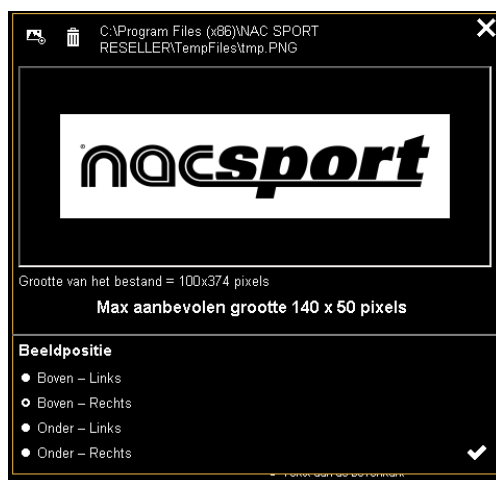 C:\Program Files (x86)\NAC SPORT
RESELLER\TempFiles\tmp.PNG
nacsport
Grootte van het bestand = 100x374 pixels
Max aanbevolen grootte 140 x 50 pixels
Beeldpositie
Boven – Links
Boven – Rechts
Onder – Links
Onder – Rechts